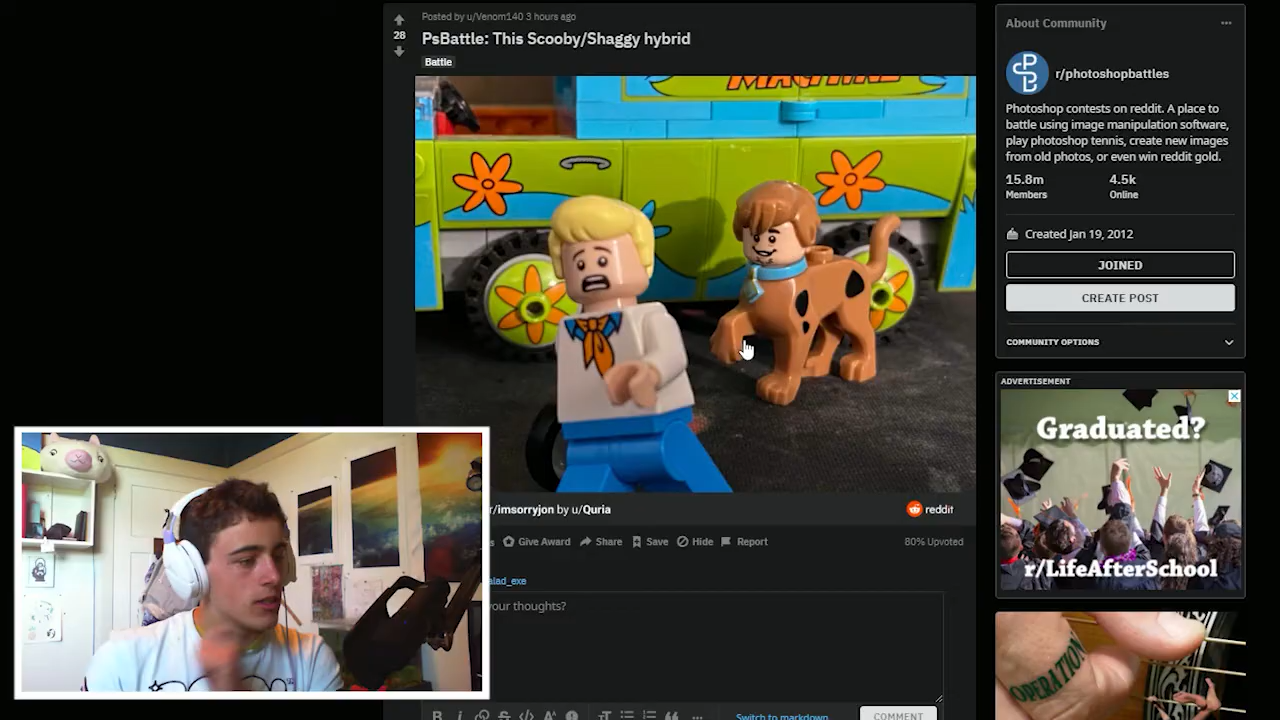 Posted by u/Venom140 3 hours ago
28
PsBattle: This Scooby/Shaggy hybrid
Battle
MACHINE
r/imsorryjon by u/Quria
reddit
Give Award
Share
Save
Hide
Report
80% Upvoted
alad_exe
your thoughts?
B
i
Switch to markdown
COMMENT
About Community
r/photoshopbattles
Photoshop contests on reddit. A place to
battle using image manipulation software,
play photoshop tennis, create new images
from old photos, or even win reddit gold.
15.8m
4.5k
Members
Online
Created Jan 19, 2012
JOINED
CREATE POST
COMMUNITY OPTIONS
ADVERTISEMENT
Graduated?
r/LifeAfterSchool
OPERATION